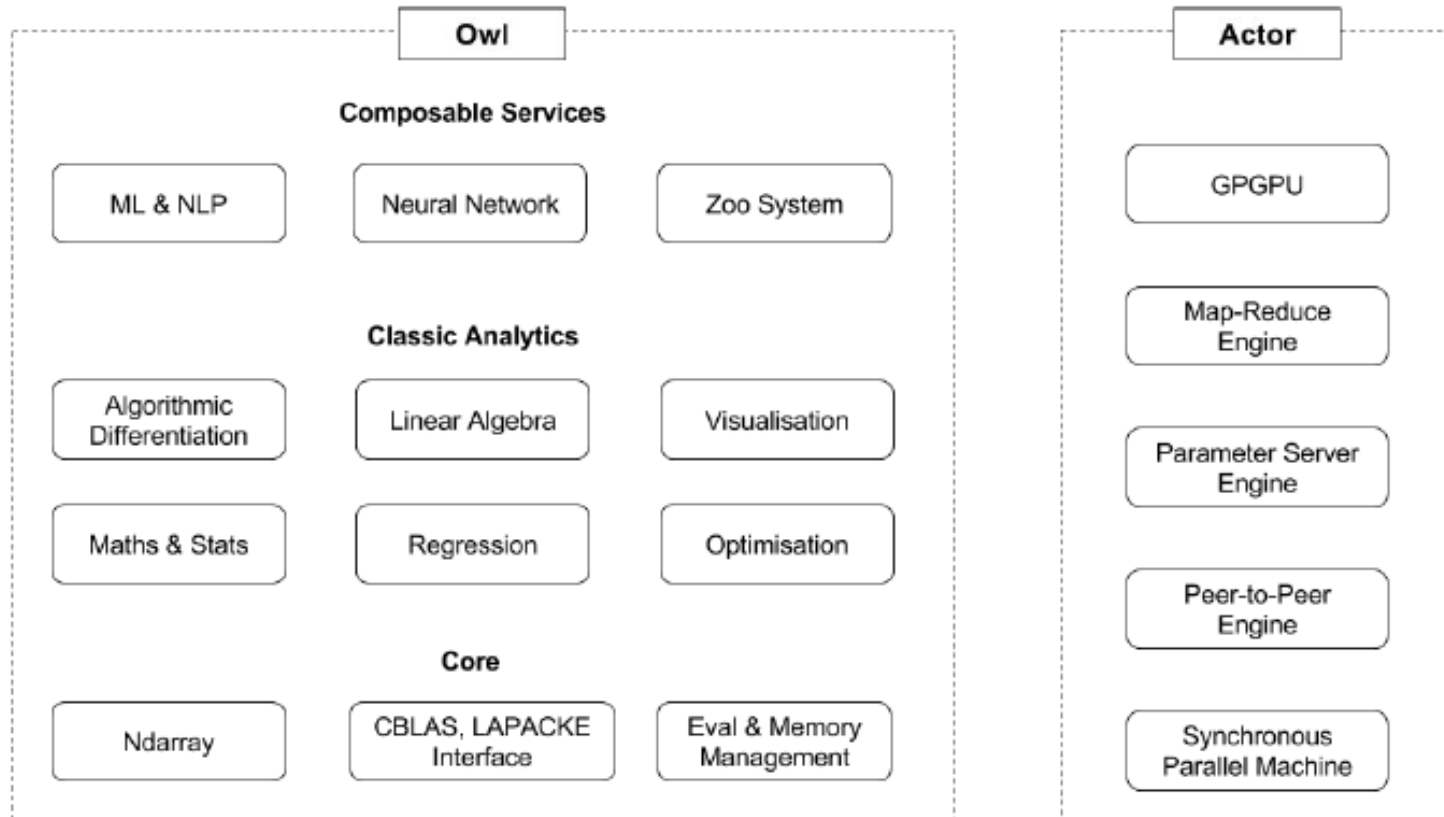 Owl
Composable Services
ML & NLP
Neural Network
Zoo System
Classic Analytics
Algorithmic
Differentiation
Linear Algebra
Visualisation
Maths & Stats
Regression
Optimisation
Core
Ndarray
CBLAS, LAPACKE
Interface
Eval & Memory
Management
Actor
GPGPU
Map-Reduce
Engine
Parameter Server
Engine
Peer-to-Peer
Engine
Synchronous
Parallel Machine